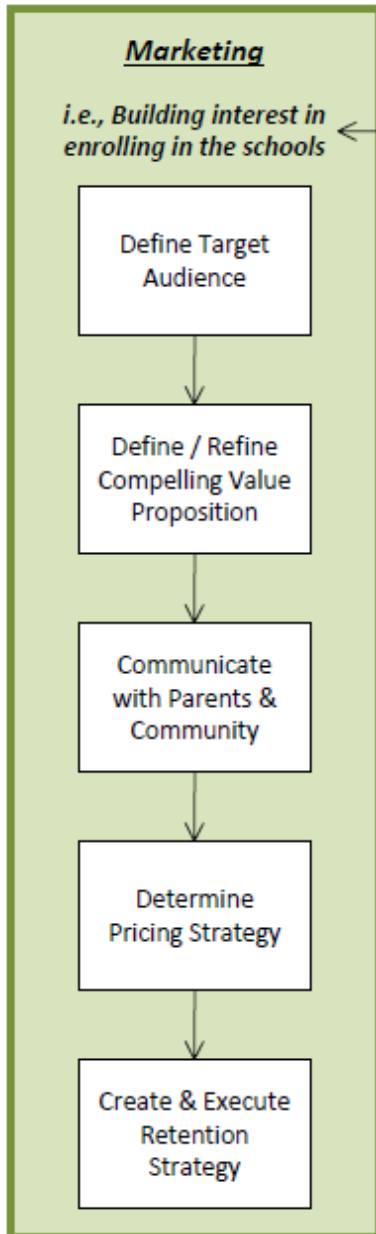 Marketing
i.e., Building interest in
enrolling in the schools
Define Target
Audience
Define / Refine
Compelling Value
Proposition
Communicate
with Parents &
Community
Determine
Pricing Strategy
Create & Execute
Retention
Strategy